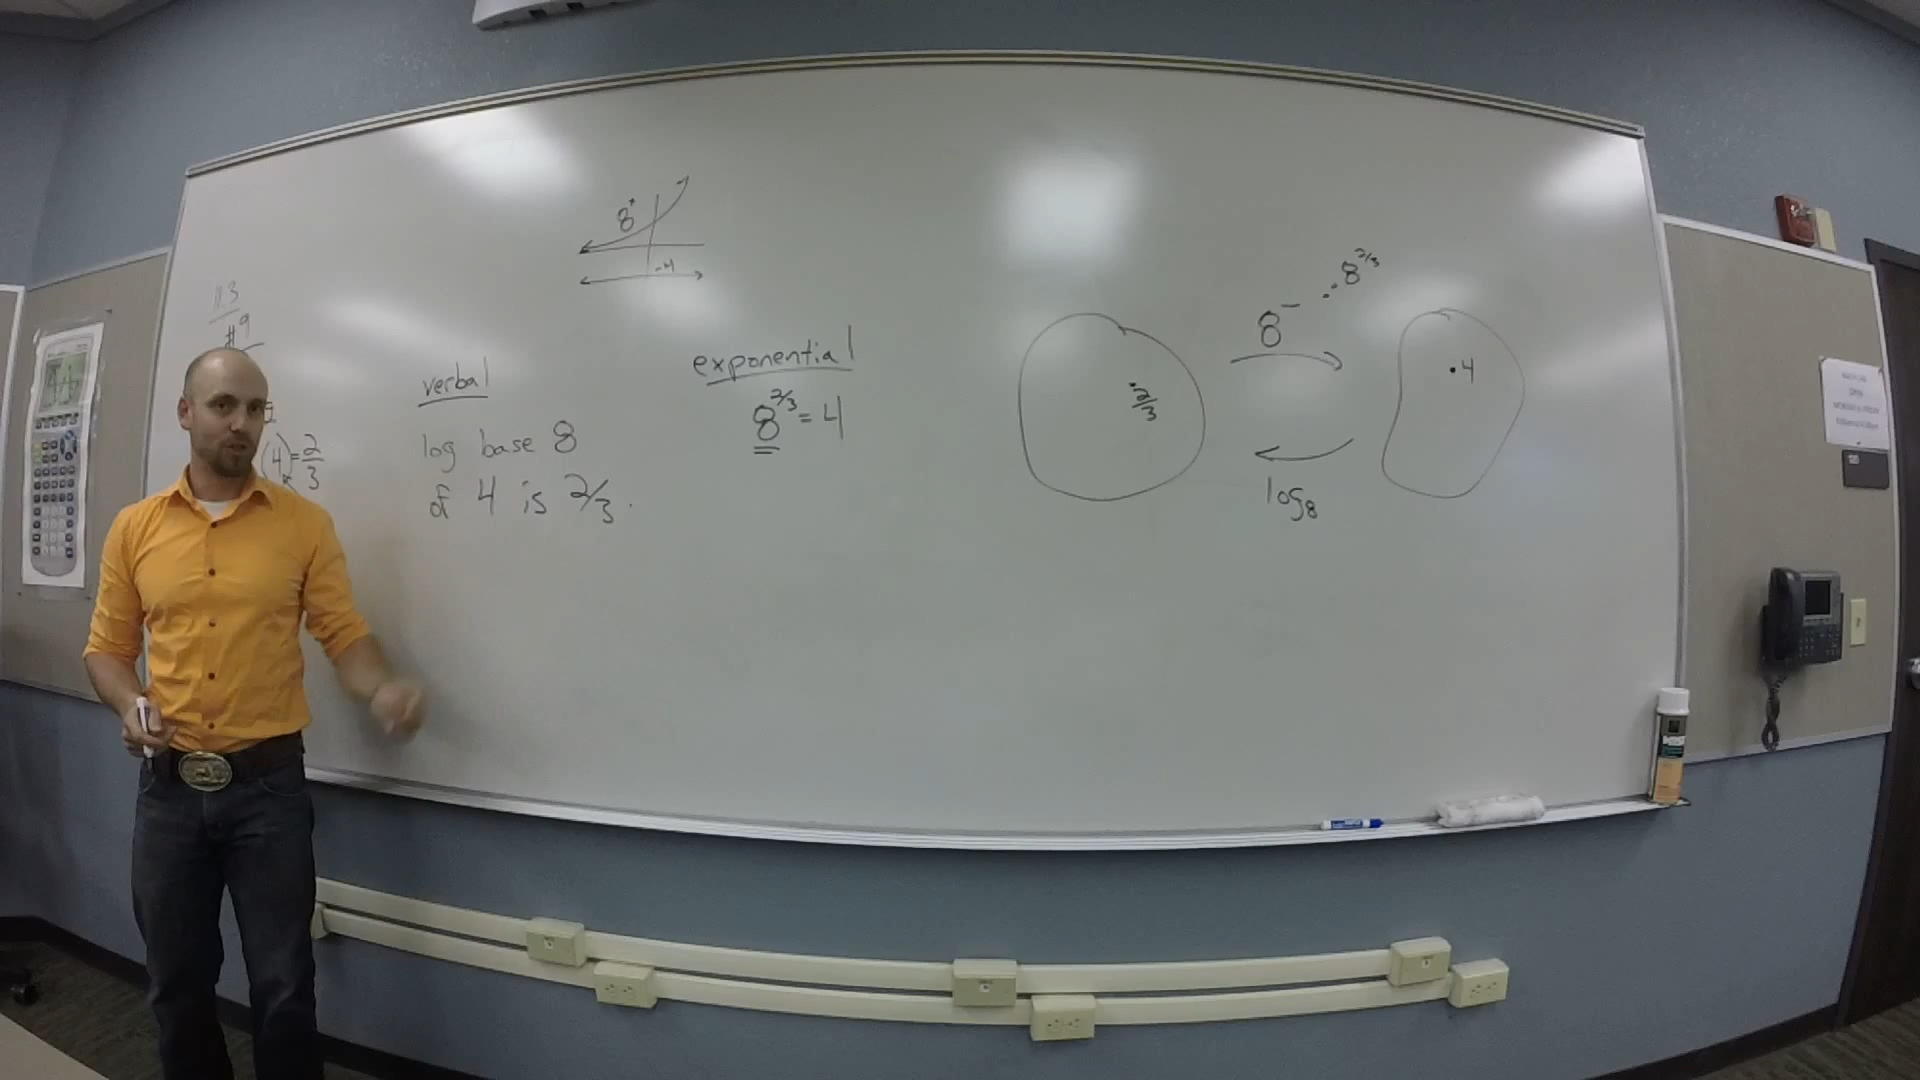 11.3
#9
(4)=2/3
verbal
log base 8
of 4 is 2/3.
8ˣ
-4
exponential
8^2/3 = 4
2/3
8^–
8^2/3
4
log₈